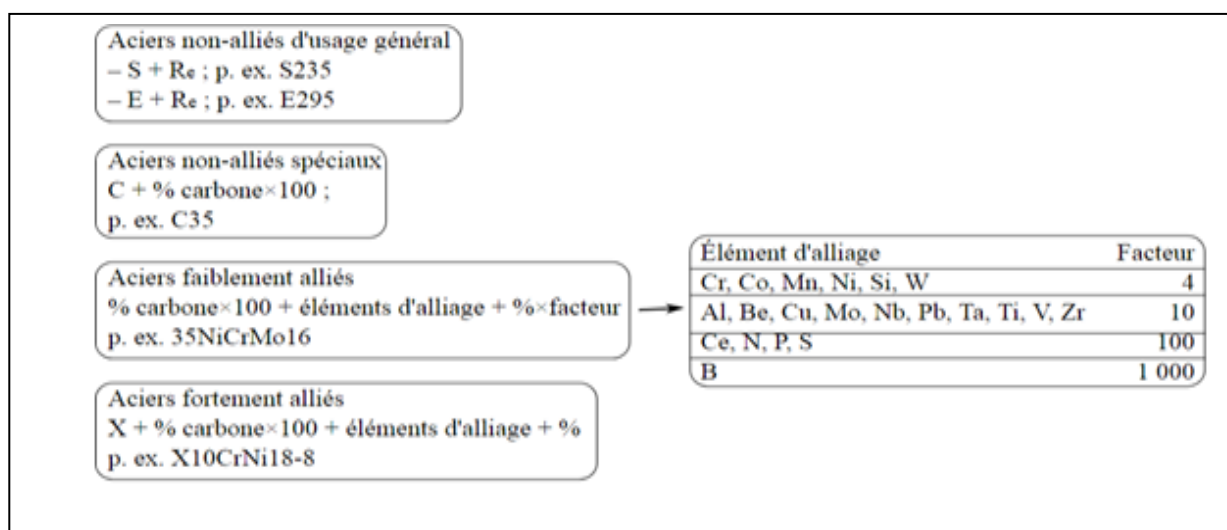 Aciers non-alliés d'usage général
– S + Re ; p. ex. S235
– E + Re ; p. ex. E295
Aciers non-alliés spéciaux
C + % carbone×100 ;
p. ex. C35
Aciers faiblement alliés
% carbone×100 + éléments d'alliage + %×facteur
p. ex. 35NiCrMo16
Aciers fortement alliés
X + % carbone×100 + éléments d'alliage + %
p. ex. X10CrNi18-8
Élément d'alliage Facteur
Cr, Co, Mn, Ni, Si, W 4
Al, Be, Cu, Mo, Nb, Pb, Ta, Ti, V, Zr 10
Ce, N, P, S 100
B 1 000